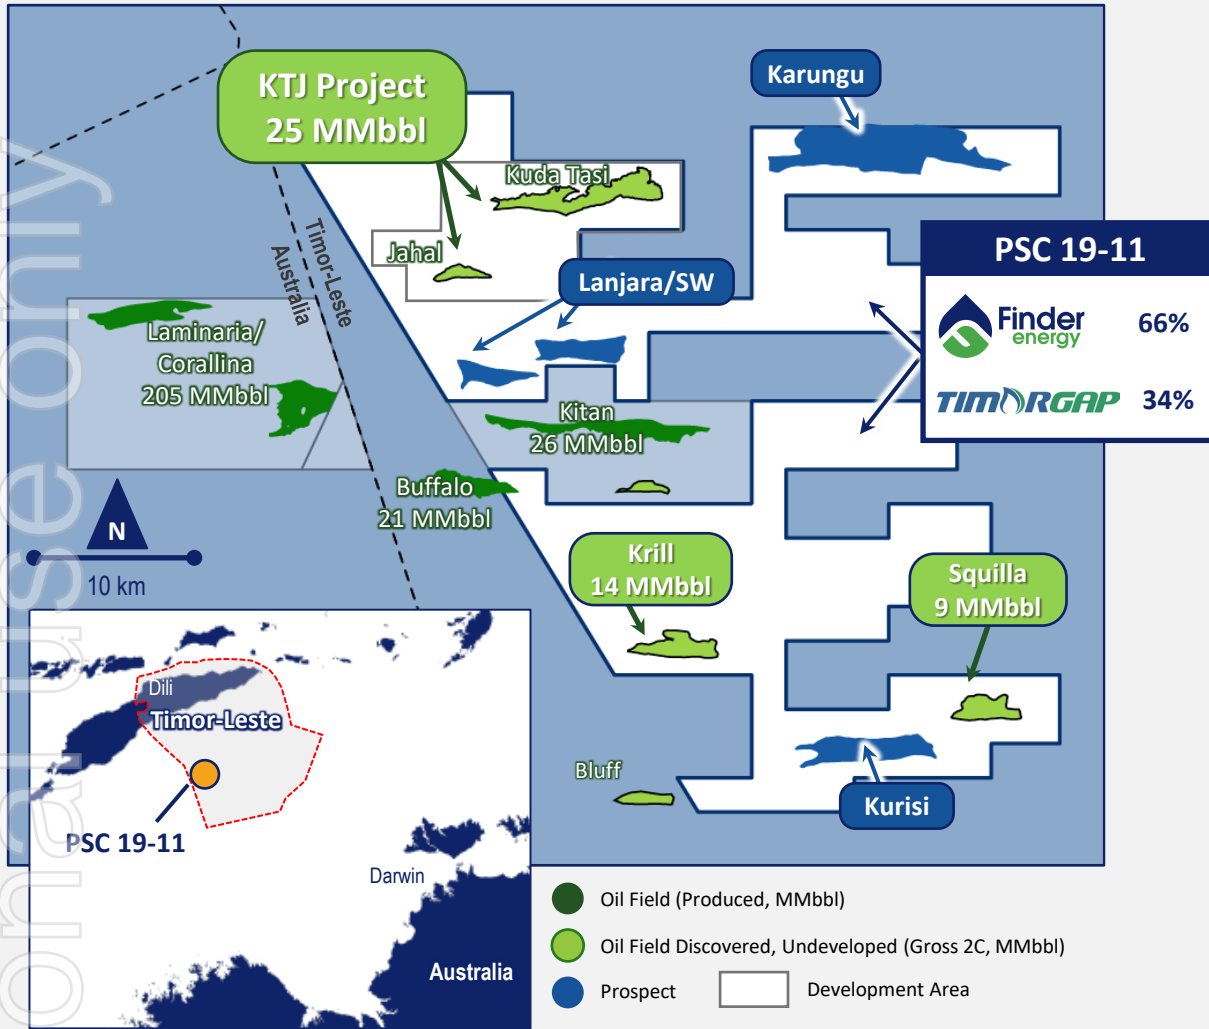 KTJ Project
25 MMbbl
Karungu
Kuda Tasi
Jahal
Timor-Leste
Australia
Lanjara/SW
PSC 19-11
Finder
energy
66%
TIMORGAP
34%
Laminaria/
Corallina
205 MMbbl
Kitan
26 MMbbl
Buffalo
21 MMbbl
N
10 km
Krill
14 MMbbl
Squilla
9 MMbbl
Bluff
Kurisi
Dili
Timor-Leste
PSC 19-11
Darwin
Australia
Oil Field (Produced, MMbbl)
Oil Field Discovered, Undeveloped (Gross 2C, MMbbl)
Prospect
Development Area
onal use only